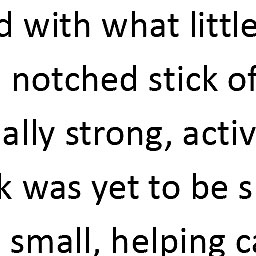 d with what little
notched stick of
ally strong, activ
k was yet to be s
small, helping ca